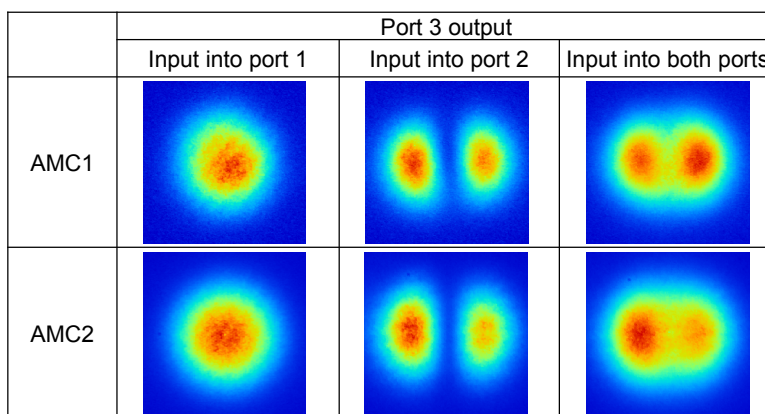 Port 3 output
Input into port 1 Input into port 2 Input into both ports
AMC1
AMC2